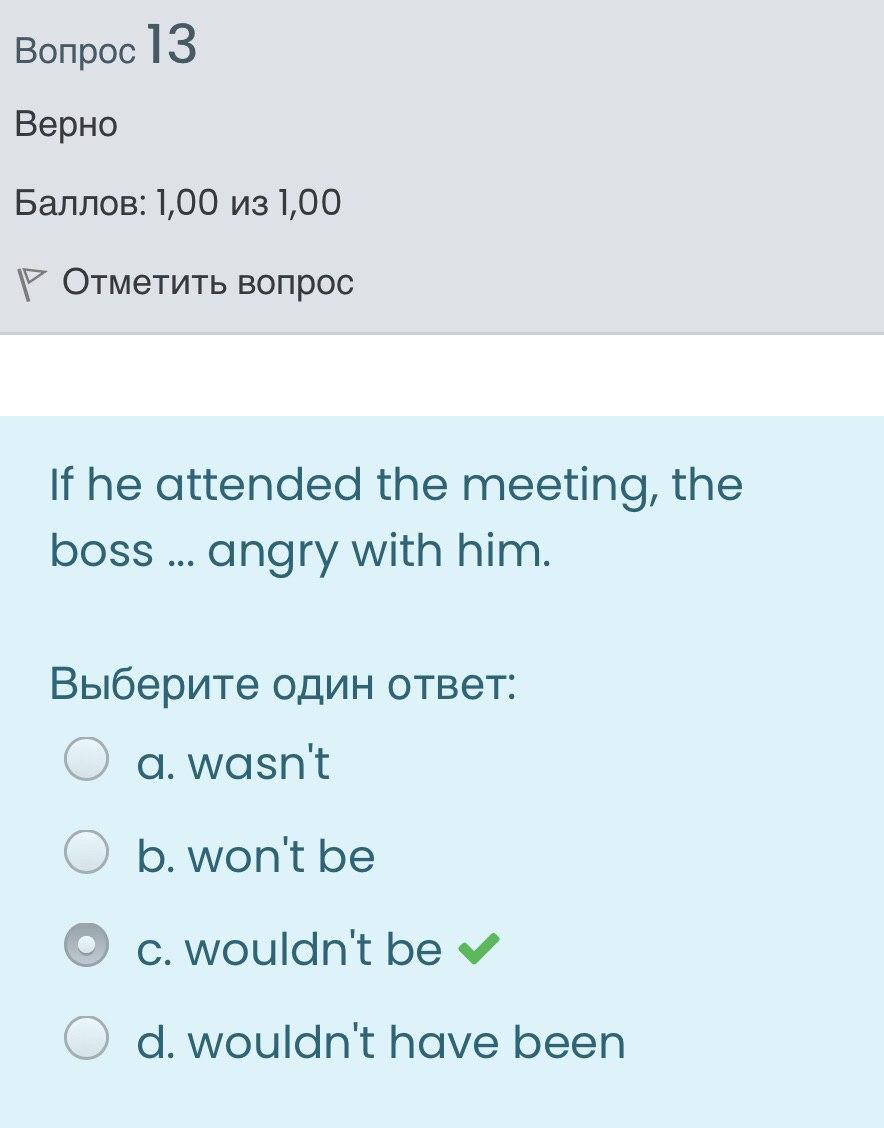 Вопрос 13
Верно
Баллов: 1,00 из 1,00
Отметить вопрос
If he attended the meeting, the
boss ... angry with him.
Выберите один ответ:
a. wasn't
b. won't be
c. wouldn't be
d. wouldn't have been